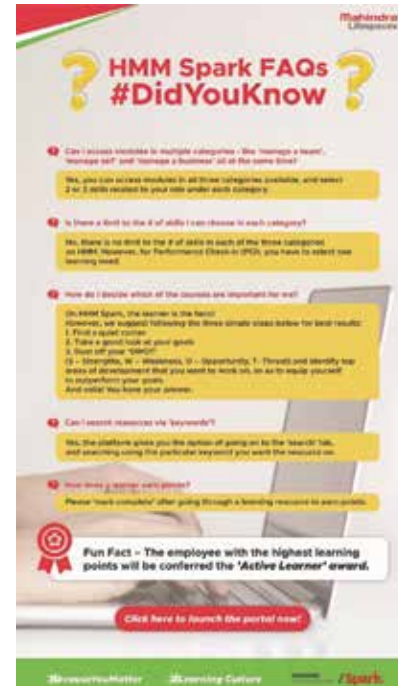 Mahindra
Lifespaces
HMM Spark FAQs
#DidYouKnow
Can I access modules in multiple categories - like 'manage a team',
'manage self' and 'manage a business' all at the same time?
Yes, you can access modules in all three categories available, and select
2 or 3 skills related to your role under each category.
Is there a limit to the # of skills I can choose in each category?
No, there is no limit to the # of skills in each of the three categories
on HMM. However, for Performance Check-in (PCI), you have to select one
learning need.
How do I decide which of the courses are important for me?
On HMM Spark, the learner is the hero!
However, we suggest following the three simple steps below for best results:
1. Find a quiet corner
2. Take a good look at your goals
3. Start off your 'SWOT'
(S - Strengths, W - Weakness, O - Opportunity, T- Threat) and identify top
areas of development that you want to work on, so as to equip yourself
to outperform your goals.
And voila! You have your answer.
Can I search resources via 'keywords'?
Yes, the platform gives you the option of going on to the 'search' tab,
and searching using the particular keyword you want the resource on.
How does a learner earn points?
Please 'mark complete' after going through a learning resource to earn points.
Fun Fact – The employee with the highest learning
points will be conferred the 'Active Learner' award.
Click here to launch the portal now!
#BecauseYouMatter
#Learning Culture
Spark